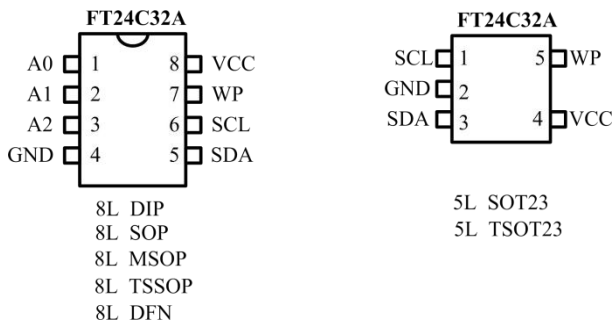 FT24C32A
A0 1 8 VCC
A1 2 7 WP
A2 3 6 SCL
GND 4 5 SDA
8L DIP
8L SOP
8L MSOP
8L TSSOP
8L DFN
FT24C32A
SCL 1 5 WP
GND 2
SDA 3 4 VCC
5L SOT23
5L TSOT23